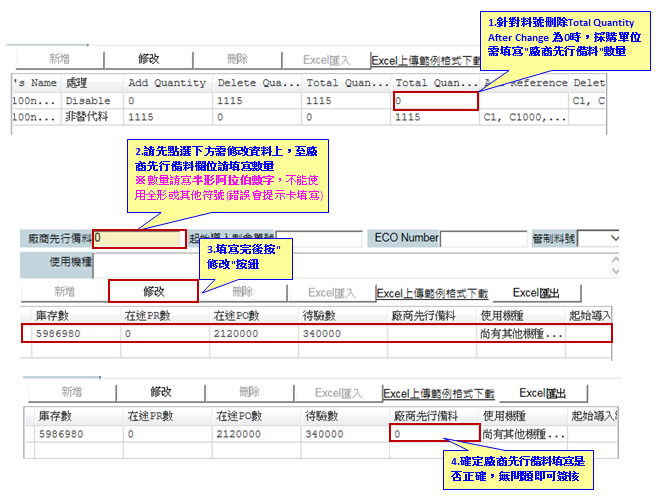 1.針對料號刪除Total Quantity
After Change 為0時，採購單位
需填寫"廠商先行備料"數量
新增 修改 刪除 Excel匯入 Excel上傳範例格式下載
's Name 處理 Add Quantity Delete Qua... Total Quan... Total Quan... Reference Delet
100n... Disable 0 1115 1115 0 C1, C
100n... 非替代料 1115 0 0 1115 C1, C1000,...
2.請先點選下方需修改資料上，至廠
商先行備料欄位請填寫數量
※數量請寫半形阿拉伯數字，不能使
用全形或其他符號(錯誤會提示卡填寫)
廠商先行備料 0 ECO Number 管制料號
3.填寫完後按"
修改"按鈕
使用機種
新增 修改 刪除 Excel匯入 Excel上傳範例格式下載 Excel匯出
庫存數 在途PR數 在途PO數 待驗數 廠商先行備料 使用機種 起始導入
5986980 0 2120000 340000 尚有其他機種...
新增 修改 刪除 Excel匯入 Excel上傳範例格式下載 Excel匯出
庫存數 在途PR數 在途PO數 待驗數 廠商先行備料 使用機種 起始導入
5986980 0 2120000 340000 0 尚有其他機種...
4.確定廠商先行備料填寫是
否正確，無問題即可簽核